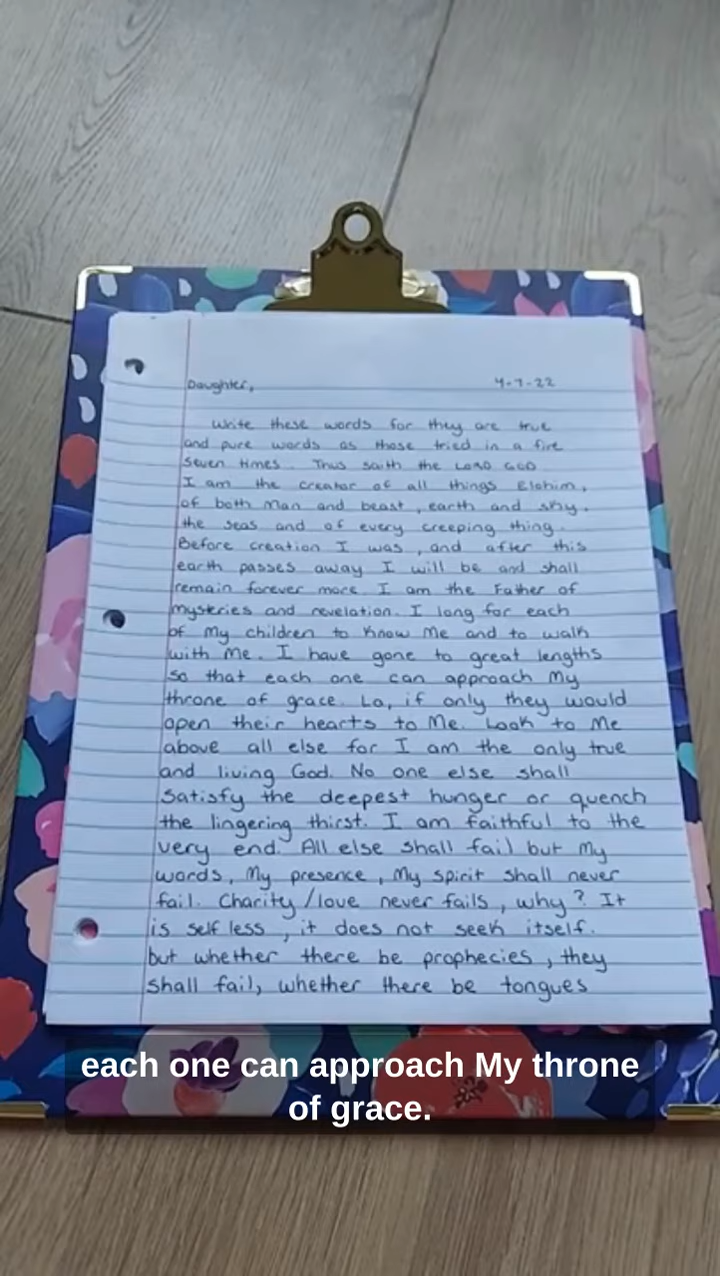 Daughter, 4-7-22
Write these words for they are true
and pure words as those tried in a fire
seven times. Thus saith the LORD GOD
I am the creator of all things Elohim,
of both man and beast, earth and sky,
the seas and of every creeping thing.
Before creation I was, and after this
earth passes away I will be and shall
remain forever more. I am the Father of
mysteries and revelation. I long for each
of My children to know Me and to walk
with Me. I have gone to great lengths
so that each one can approach My
throne of grace. Lo, if only they would
open their hearts to Me. Look to Me
above all else for I am the only true
and living God. No one else shall
satisfy the deepest hunger or quench
the lingering thirst. I am faithful to the
very end. All else shall fail but My
words, My presence, My spirit shall never
fail. Charity/love never fails, why? It
is self less, it does not seek itself.
but whether there be prophecies, they
shall fail, whether there be tongues
each one can approach My throne
of grace.